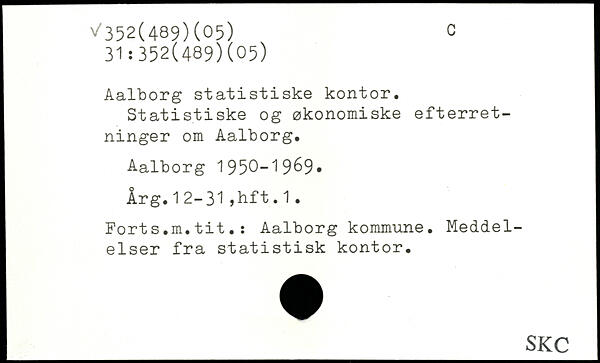 √352(489)(05) C
31:352(489)(05)
Aalborg statistiske kontor.
Statistiske og økonomiske efterret-
ninger om Aalborg.
Aalborg 1950-1969.
Årg.12-31,hft.1.
Forts.m.tit.: Aalborg kommune. Meddel-
elser fra statistisk kontor.
SKC